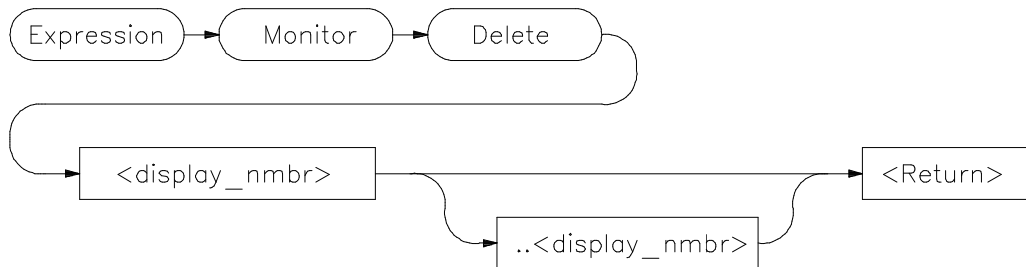 Expression Monitor Delete
<display_nmbr> <Return>
..<display_nmbr>